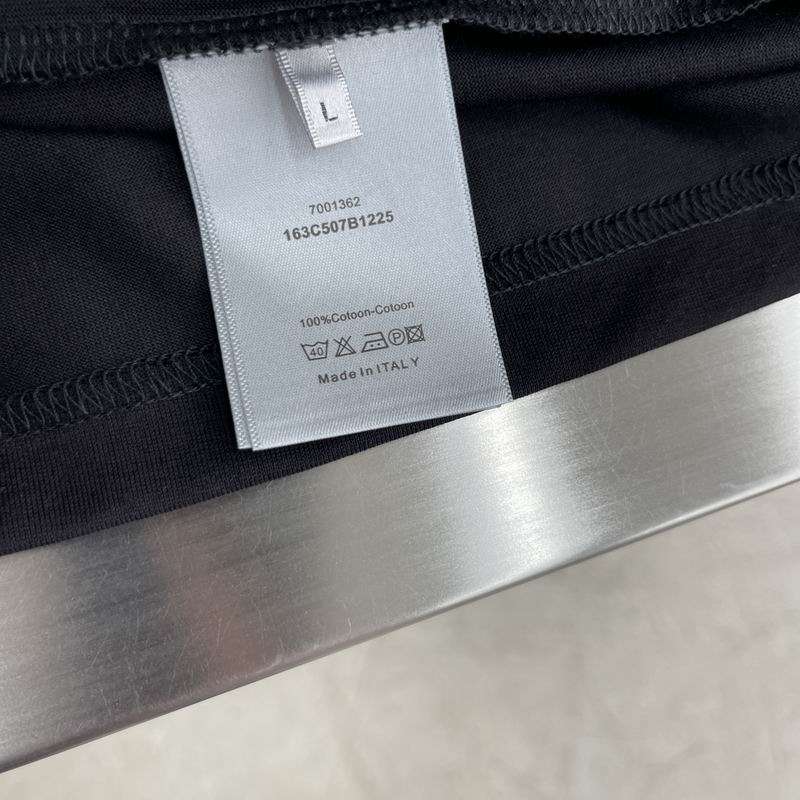 L
7001362
163C507B1225
100%Cotoon-Cotoon
40 P
Made In ITALY